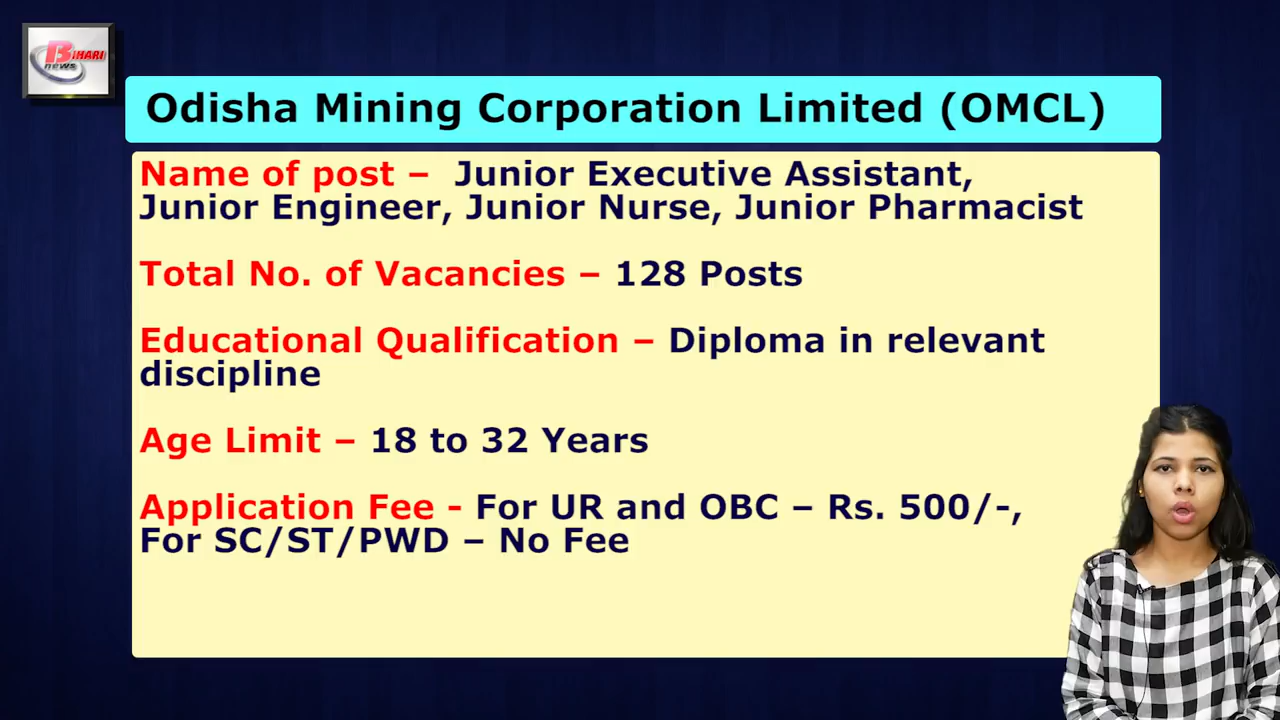 BIHARI
news
Odisha Mining Corporation Limited (OMCL)
Name of post – Junior Executive Assistant,
Junior Engineer, Junior Nurse, Junior Pharmacist
Total No. of Vacancies – 128 Posts
Educational Qualification – Diploma in relevant
discipline
Age Limit – 18 to 32 Years
Application Fee - For UR and OBC – Rs. 500/-,
For SC/ST/PWD – No Fee